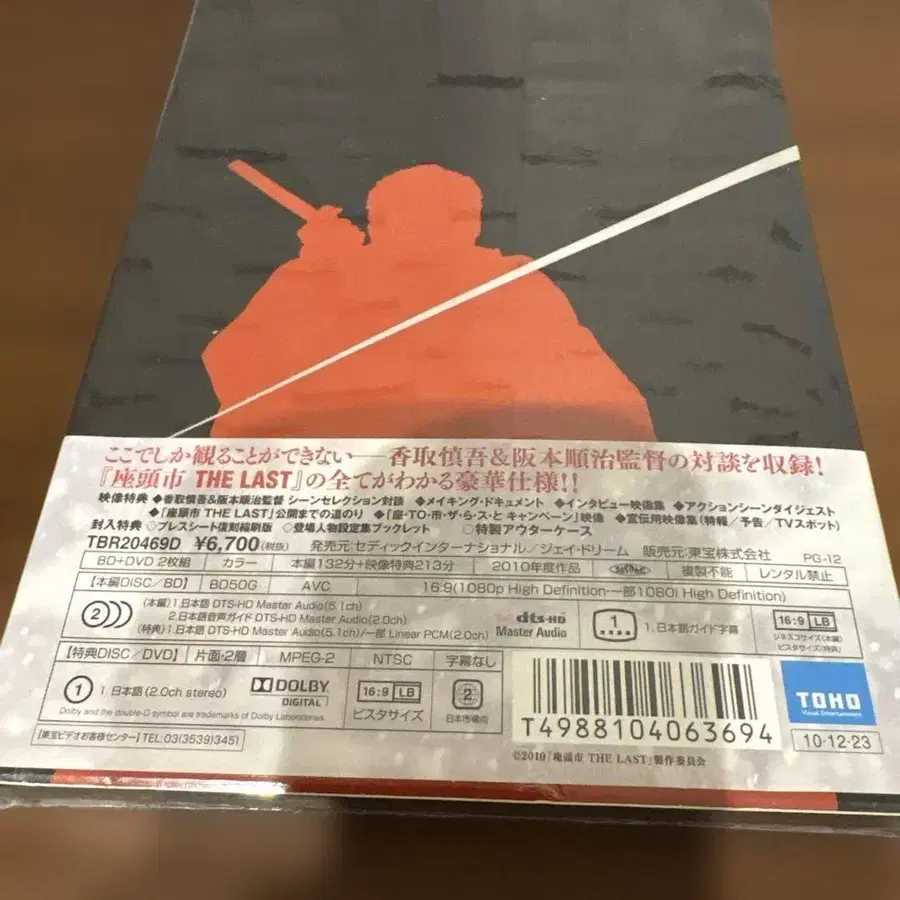 ここでしか観ることができない――香取慎吾&阪本順治監督の対談を収録!
『座頭市 THE LAST』の全てがわかる豪華仕様!!
映像特典 ◆香取慎吾&阪本順治監督 シーンセレクション対談 ◆メイキング・ドキュメント ◆インタビュー映像集 ◆アクションシーンダイジェスト
◆「座頭市 THE LAST」公開までの道のり ◆「座・TO・市・ザ・ら・ス・と キャンペーン」映像 ◆宣伝用映像集(特報/予告/TVスポット)
封入特典 ◇プレスシート復刻縮刷版 ◇登場人物設定集ブックレット ◇特製アウターケース
TBR20469D ¥6,700(税抜) 発売元:セディックインターナショナル/ジェイ・ドリーム 販売元:東宝株式会社 PG-12
BD+DVD 2枚組 カラー 本編132分+映像特典213分 2010年度作品 複製不能 レンタル禁止
【本編DISC/BD】 BD50G AVC 16:9(1080p High Definition・一部1080i High Definition)
2 (本編)1.日本語 DTS-HD Master Audio(5.1ch)
2.日本語音声ガイド DTS-HD Master Audio(2.0ch)
(特典)1.日本語 DTS-HD Master Audio(5.1ch)/一部 Linear PCM(2.0ch)
dts-HD
Master Audio
1 1.日本語ガイド字幕
16:9 LB
シネスコサイズ(本編)
ビスタサイズ(特典)
【特典DISC/DVD】 片面・2層 MPEG-2 NTSC 字幕なし
1 1.日本語(2.0ch stereo)
DOLBY
DIGITAL
Dolby and the double-D symbol are trademarks of Dolby Laboratories.
16:9 LB
ビスタサイズ
2
日本市場向
【東宝ビデオお客様センター】TEL.03(3539)3451
T4988104063694
TOHO
Visual Entertainment
10・12・23
©2010「座頭市 THE LAST」製作委員会